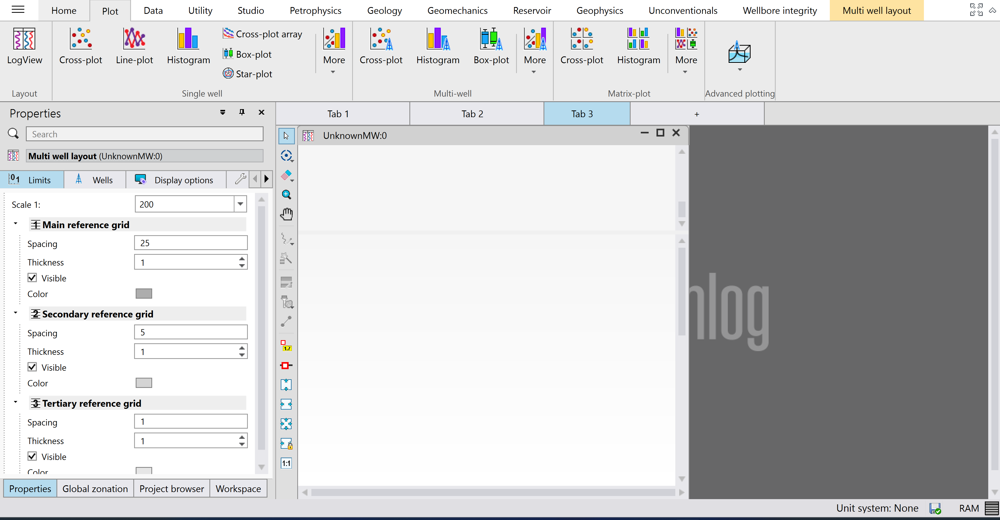 Home Plot Data Utility Studio Petrophysics Geology Geomechanics Reservoir Geophysics Unconventionals Wellbore integrity Multi well layout
LogView Cross-plot Line-plot Histogram Cross-plot array Box-plot Star-plot More Cross-plot Histogram Box-plot More Cross-plot Histogram More
Layout Single well Multi-well Matrix-plot Advanced plotting
Properties
Tab 1 Tab 2 Tab 3 +
Search
UnknownMW:0
Multi well layout (UnknownMW:0)
01 Limits Wells Display options
Scale 1: 200
1 Main reference grid
Spacing 25
Thickness 1
Visible
Color
2 Secondary reference grid
Spacing 5
Thickness 1
Visible
Color
3 Tertiary reference grid
Spacing 1
Thickness 1
Visible
Color
1.7
1:1
nlog
Properties Global zonation Project browser Workspace
Unit system: None RAM